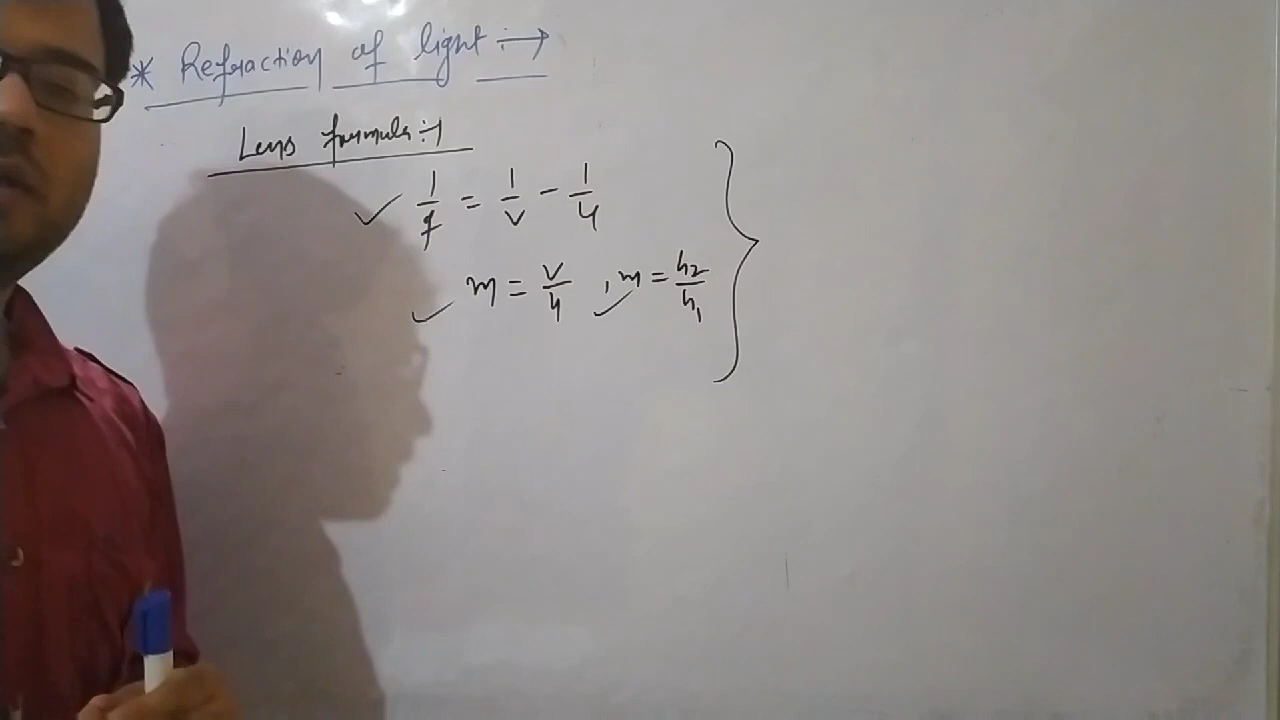 * Refraction of light :→
Lens formula :-
✓ 1/f = 1/v - 1/u
✓ m = v/u , ✓ m = h2/h1